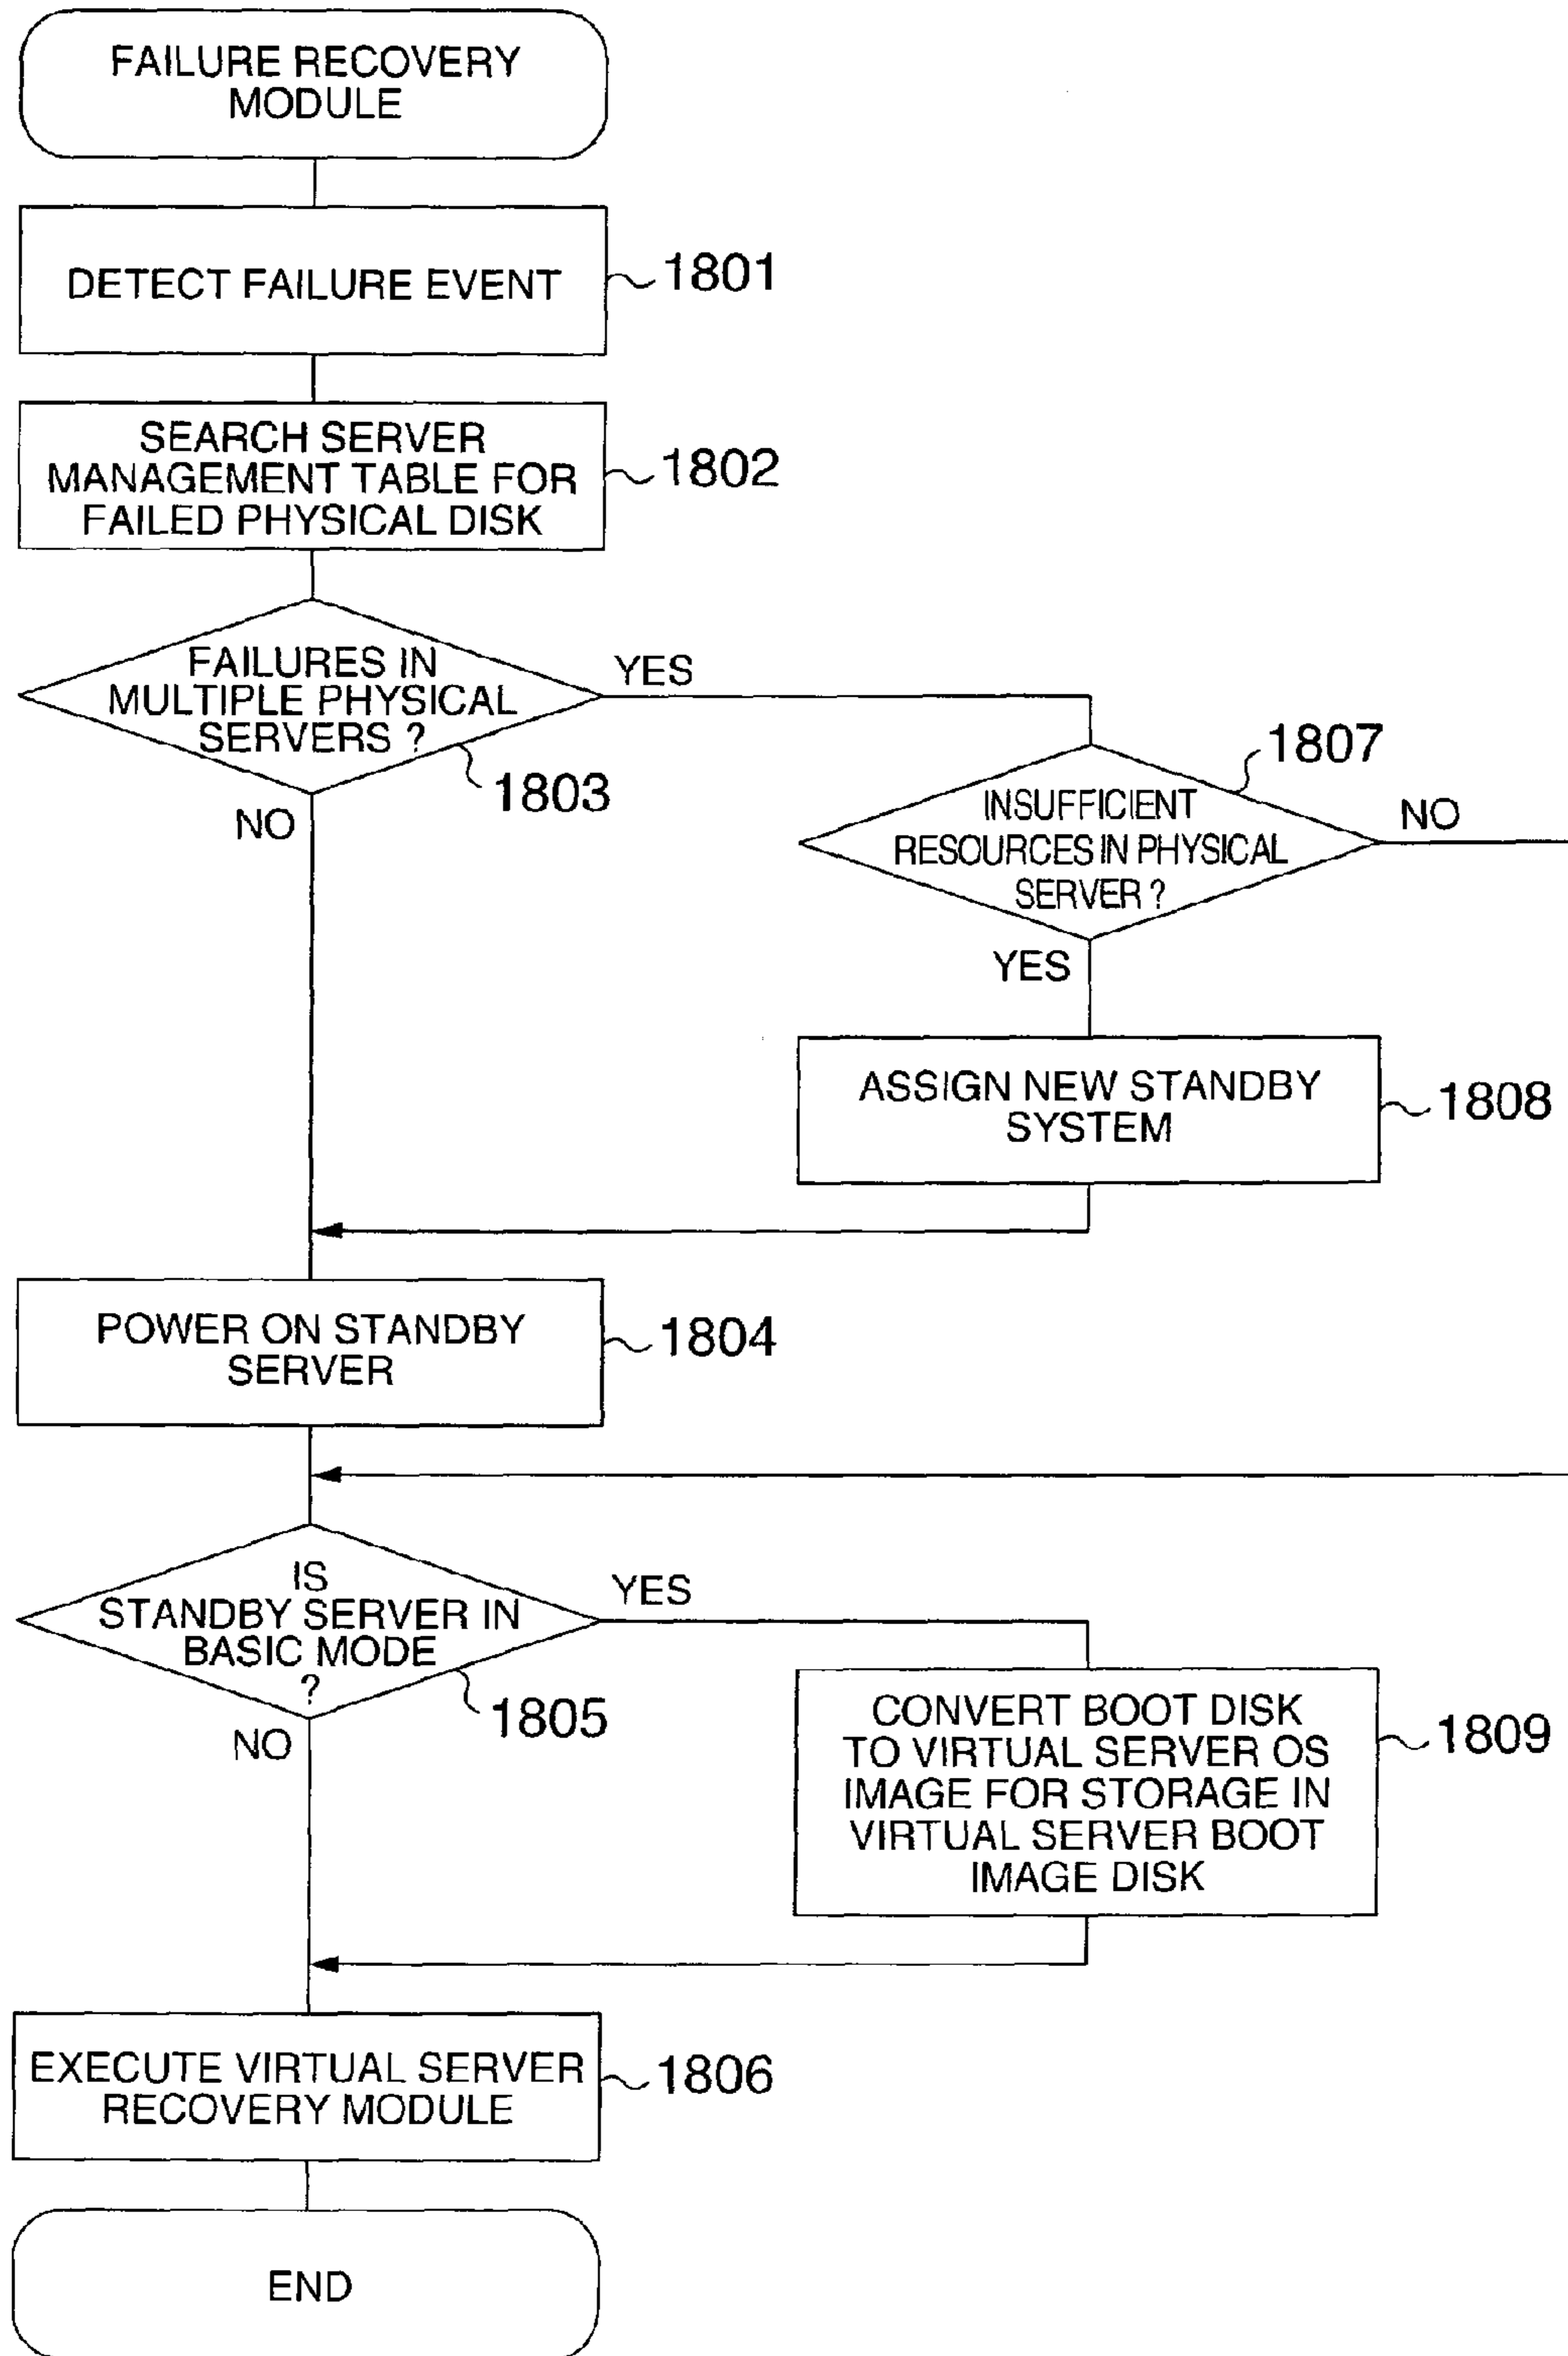 FAILURE RECOVERY
MODULE
DETECT FAILURE EVENT
1801
SEARCH SERVER
MANAGEMENT TABLE FOR
FAILED PHYSICAL DISK
1802
FAILURES IN
MULTIPLE PHYSICAL
SERVERS ?
YES
1803
NO
1807
INSUFFICIENT
RESOURCES IN PHYSICAL
SERVER ?
NO
YES
ASSIGN NEW STANDBY
SYSTEM
1808
POWER ON STANDBY
SERVER
1804
IS
STANDBY SERVER IN
BASIC MODE
?
YES
1805
NO
CONVERT BOOT DISK
TO VIRTUAL SERVER OS
IMAGE FOR STORAGE IN
VIRTUAL SERVER BOOT
IMAGE DISK
1809
EXECUTE VIRTUAL SERVER
RECOVERY MODULE
1806
END